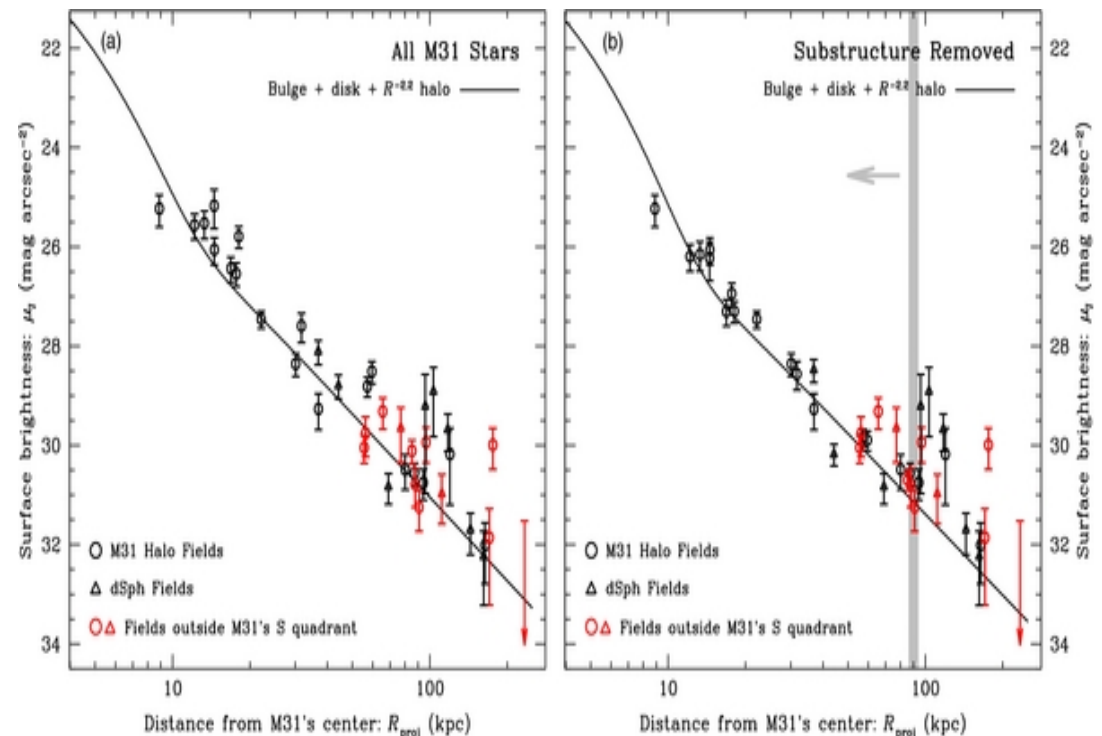 (a)
All M31 Stars
Bulge + disk + R⁻²·² halo
22
24
26
28
30
32
34
Surface brightness: μ_I (mag arcsec⁻²)
M31 Halo Fields
dSph Fields
Fields outside M31's S quadrant
10
100
Distance from M31's center: R_proj (kpc)
(b)
Substructure Removed
Bulge + disk + R⁻²·² halo
M31 Halo Fields
dSph Fields
Fields outside M31's S quadrant
10
100
Distance from M31's center: R_proj (kpc)
22
24
26
28
30
32
34
Surface brightness: μ_I (mag arcsec⁻²)